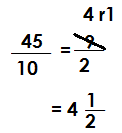 4 r1
45/10 = 9/2
= 4 1/2